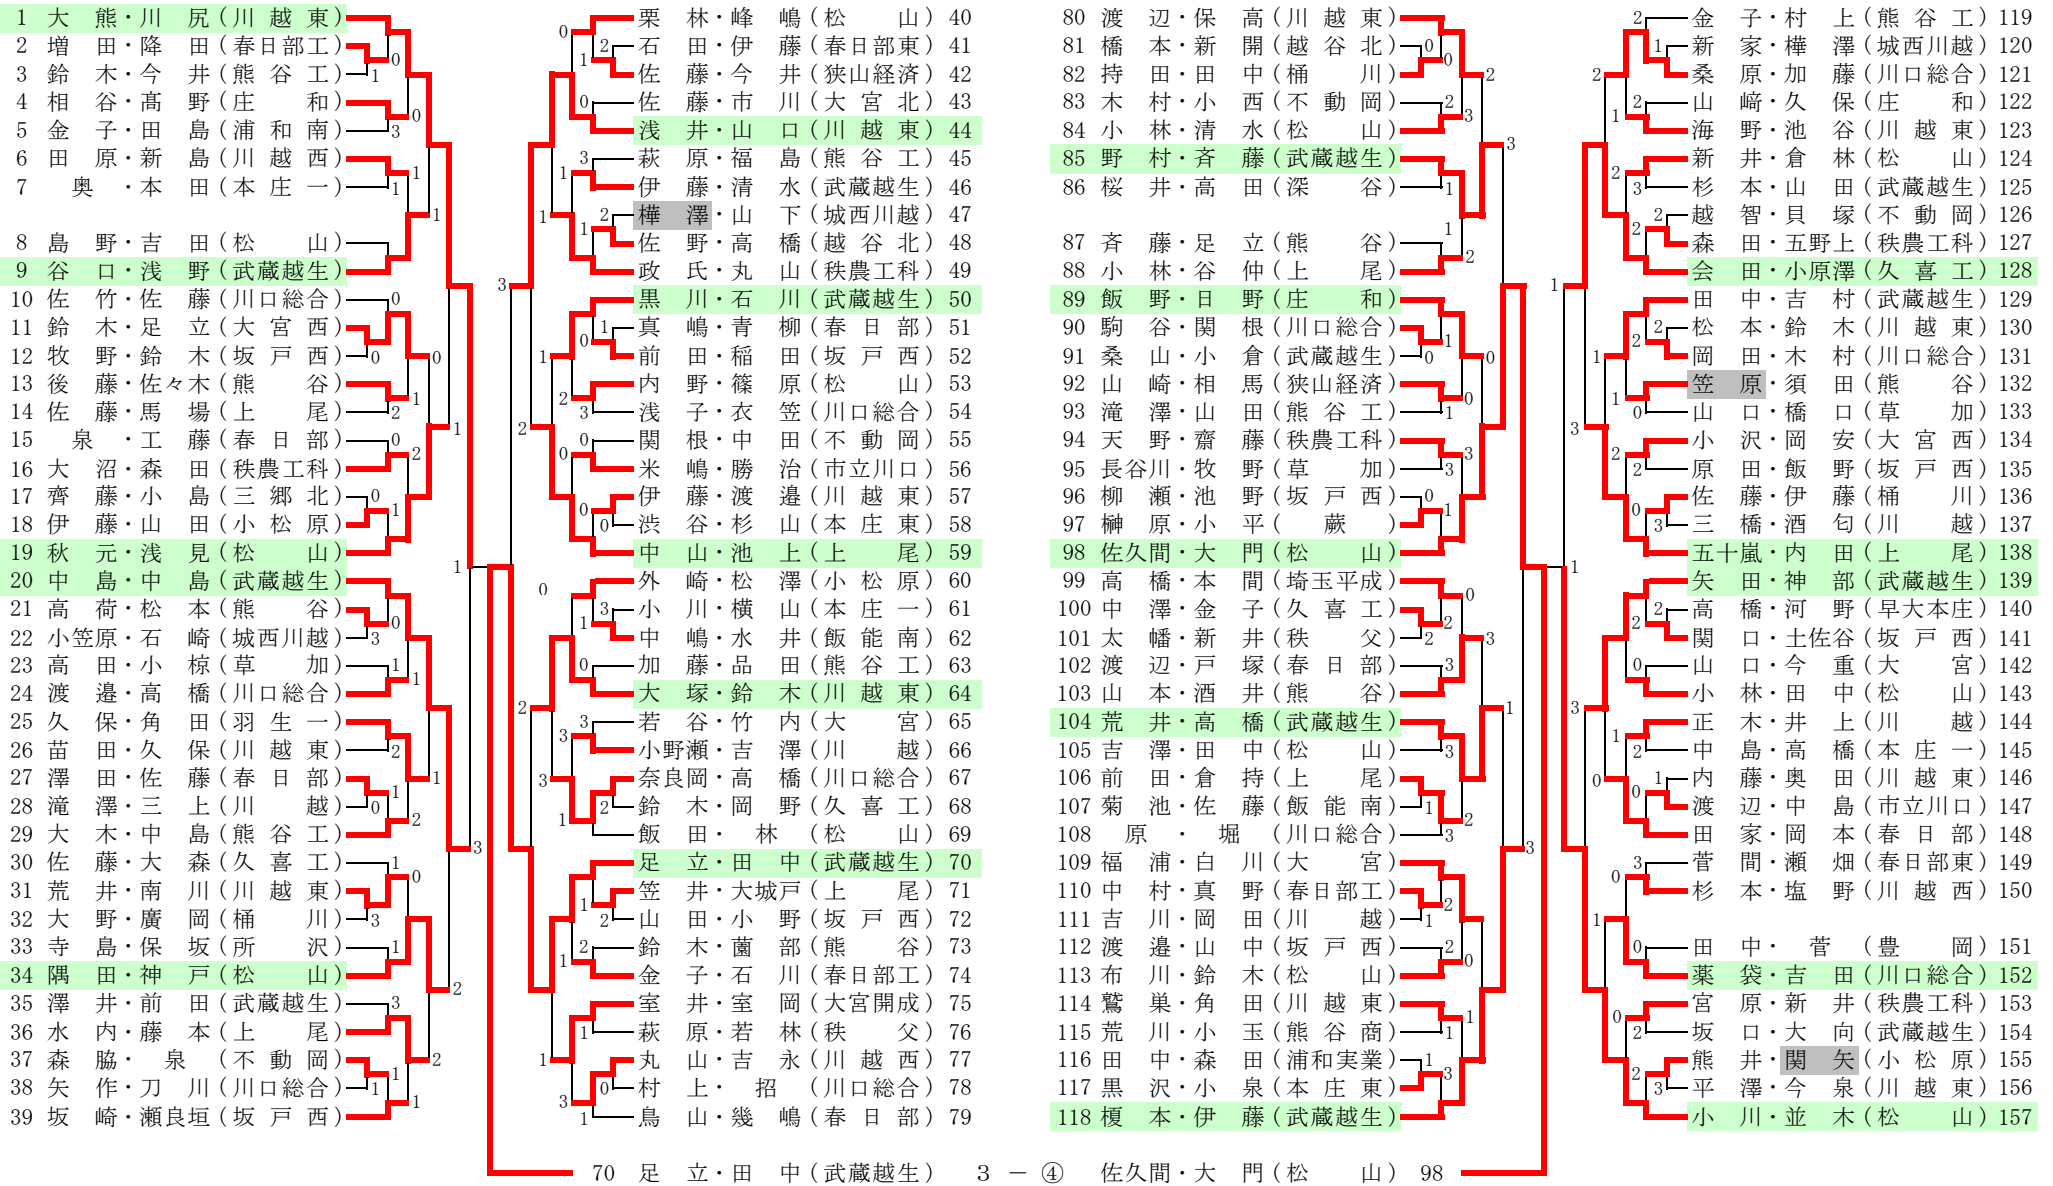 1 大熊・川尻(川越東)
2 増田・降田(春日部工)
3 鈴木・今井(熊谷工)
4 相谷・髙野(庄和)
5 金子・田島(浦和南)
6 田原・新島(川越西)
7 奥・本田(本庄一)
8 島野・吉田(松山)
9 谷口・浅野(武蔵越生)
10 佐竹・佐藤(川口総合)
11 鈴木・足立(大宮西)
12 牧野・鈴木(坂戸西)
13 後藤・佐々木(熊谷)
14 佐藤・馬場(上尾)
15 泉・工藤(春日部)
16 大沼・森田(秩農工科)
17 齊藤・小島(三郷北)
18 伊藤・山田(小松原)
19 秋元・浅見(松山)
20 中島・中島(武蔵越生)
21 高荷・松本(熊谷)
22 小笠原・石崎(城西川越)
23 高田・小椋(草加)
24 渡邉・高橋(川口総合)
25 久保・角田(羽生一)
26 苗田・久保(川越東)
27 澤田・佐藤(春日部)
28 滝澤・三上(川越)
29 大木・中島(熊谷工)
30 佐藤・大森(久喜工)
31 荒井・南川(川越東)
32 大野・廣岡(桶川)
33 寺島・保坂(所沢)
34 隅田・神戸(松山)
35 澤井・前田(武蔵越生)
36 水内・藤本(上尾)
37 森脇・泉(不動岡)
38 矢作・刀川(川口総合)
39 坂崎・瀬良垣(坂戸西)
栗林・峰嶋(松山) 40
石田・伊藤(春日部東) 41
佐藤・今井(狭山経済) 42
佐藤・市川(大宮北) 43
浅井・山口(川越東) 44
萩原・福島(熊谷工) 45
伊藤・清水(武蔵越生) 46
樺澤・山下(城西川越) 47
佐野・高橋(越谷北) 48
政氏・丸山(秩農工科) 49
黒川・石川(武蔵越生) 50
真嶋・青柳(春日部) 51
前田・稲田(坂戸西) 52
内野・篠原(松山) 53
浅子・衣笠(川口総合) 54
関根・中田(不動岡) 55
米嶋・勝治(市立川口) 56
伊藤・渡邉(川越東) 57
渋谷・杉山(本庄東) 58
中山・池上(上尾) 59
外崎・松澤(小松原) 60
小川・横山(本庄一) 61
中嶋・水井(飯能南) 62
加藤・品田(熊谷工) 63
大塚・鈴木(川越東) 64
若谷・竹内(大宮) 65
小野瀬・吉澤(川越) 66
奈良岡・高橋(川口総合) 67
鈴木・岡野(久喜工) 68
飯田・林(松山) 69
足立・田中(武蔵越生) 70
笠井・大城戸(上尾) 71
山田・小野(坂戸西) 72
鈴木・薗部(熊谷) 73
金子・石川(春日部工) 74
室井・室岡(大宮開成) 75
萩原・若林(秩父) 76
丸山・吉永(川越西) 77
村上・招(川口総合) 78
鳥山・幾嶋(春日部) 79
80 渡辺・保高(川越東)
81 橋本・新開(越谷北)
82 持田・田中(桶川)
83 木村・小西(不動岡)
84 小林・清水(松山)
85 野村・斉藤(武蔵越生)
86 桜井・高田(深谷)
87 斉藤・足立(熊谷)
88 小林・谷仲(上尾)
89 飯野・日野(庄和)
90 駒谷・関根(川口総合)
91 桑山・小倉(武蔵越生)
92 山崎・相馬(狭山経済)
93 滝澤・山田(熊谷工)
94 天野・齋藤(秩農工科)
95 長谷川・牧野(草加)
96 柳瀬・池野(坂戸西)
97 榊原・小平(蕨)
98 佐久間・大門(松山)
99 高橋・本間(埼玉平成)
100 中澤・金子(久喜工)
101 太幡・新井(秩父)
102 渡辺・戸塚(春日部)
103 山本・酒井(熊谷)
104 荒井・高橋(武蔵越生)
105 吉澤・田中(松山)
106 前田・倉持(上尾)
107 菊池・佐藤(飯能南)
108 原・堀(川口総合)
109 福浦・白川(大宮)
110 中村・真野(春日部工)
111 吉川・岡田(川越)
112 渡邉・山中(坂戸西)
113 布川・鈴木(松山)
114 鷲巣・角田(川越東)
115 荒川・小玉(熊谷商)
116 田中・森田(浦和実業)
117 黒沢・小泉(本庄東)
118 榎本・伊藤(武蔵越生)
金子・村上(熊谷工) 119
新家・樺澤(城西川越) 120
桑原・加藤(川口総合) 121
山﨑・久保(庄和) 122
海野・池谷(川越東) 123
新井・倉林(松山) 124
杉本・山田(武蔵越生) 125
越智・貝塚(不動岡) 126
森田・五野上(秩農工科) 127
会田・小原澤(久喜工) 128
田中・吉村(武蔵越生) 129
松本・鈴木(川越東) 130
岡田・木村(川口総合) 131
笠原・須田(熊谷) 132
山口・橋口(草加) 133
小沢・岡安(大宮西) 134
原田・飯野(坂戸西) 135
佐藤・伊藤(桶川) 136
三橋・酒匂(川越) 137
五十嵐・内田(上尾) 138
矢田・神部(武蔵越生) 139
高橋・河野(早大本庄) 140
関口・土佐谷(坂戸西) 141
山口・今重(大宮) 142
小林・田中(松山) 143
正木・井上(川越) 144
中島・高橋(本庄一) 145
内藤・奥田(川越東) 146
渡辺・中島(市立川口) 147
田家・岡本(春日部) 148
菅間・瀬畑(春日部東) 149
杉本・塩野(川越西) 150
田中・菅(豊岡) 151
薬袋・吉田(川口総合) 152
宮原・新井(秩農工科) 153
坂口・大向(武蔵越生) 154
熊井・関矢(小松原) 155
平澤・今泉(川越東) 156
小川・並木(松山) 157
70 足立・田中(武蔵越生) 3 － ④ 佐久間・大門(松山) 98